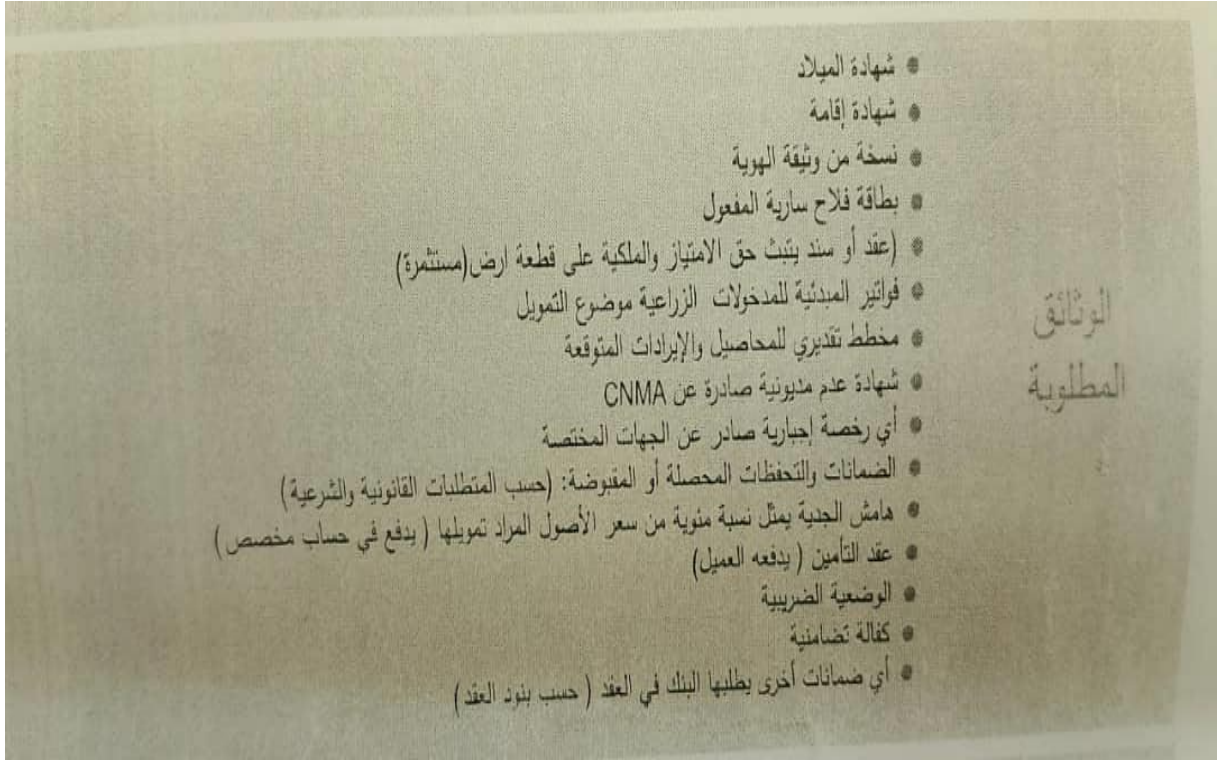 الوثائق
المطلوبة
• شهادة الميلاد
• شهادة إقامة
• نسخة من وثيقة الهوية
• بطاقة فلاح سارية المفعول
• (عقد أو سند يتبث حق الامتياز والملكية على قطعة ارض(مستثمرة)
• فواتير المبدئية للمدخولات الزراعية موضوع التمويل
• مخطط تقديري للمحاصيل والإيرادات المتوقعة
• شهادة عدم مديونية صادرة عن CNMA
• أي رخصة إجبارية صادر عن الجهات المختصة
• الضمانات والتحفظات المحصلة أو المقبوضة: (حسب المتطلبات القانونية والشرعية)
• هامش الجدية يمثل نسبة مئوية من سعر الأصول المراد تمويلها ( يدفع في حساب مخصص )
• عقد التأمين ( يدفعه العميل)
• الوضعية الضريبية
• كفالة تضامنية
• أي ضمانات أخرى يطلبها البنك في العقد ( حسب بنود العقد )